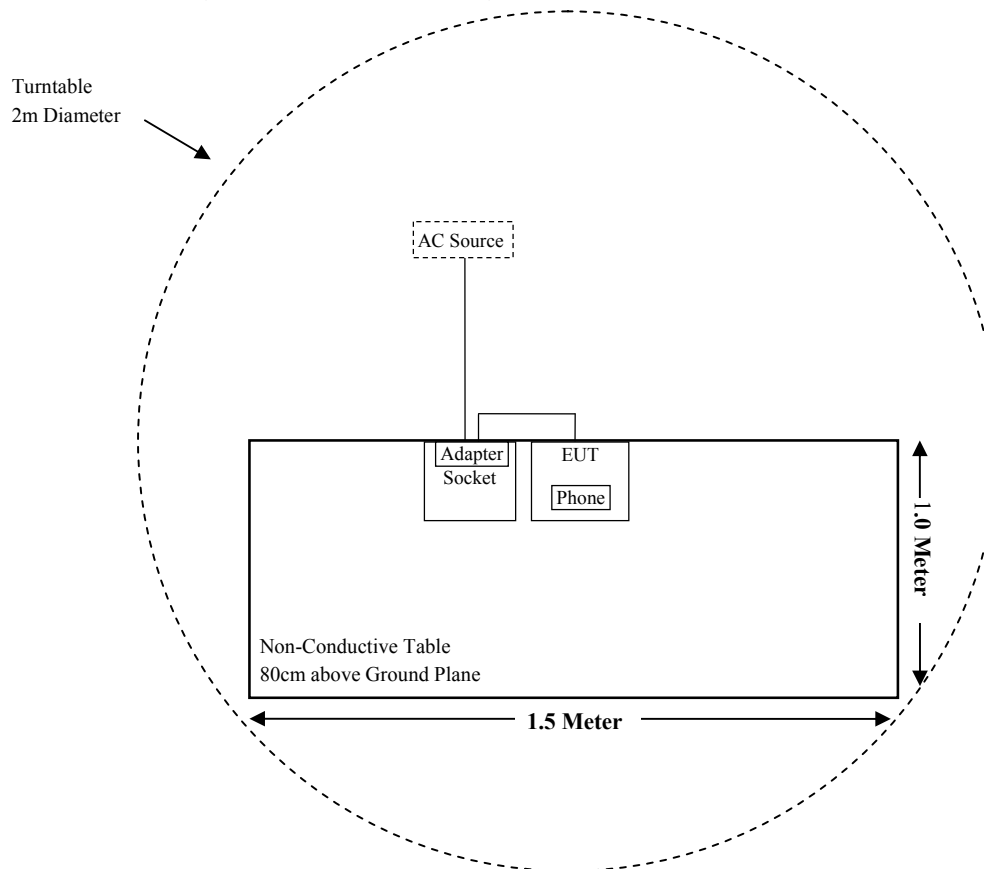 Turntable
2m Diameter
AC Source
Adapter
Socket
EUT
Phone
1.0 Meter
Non-Conductive Table
80cm above Ground Plane
1.5 Meter